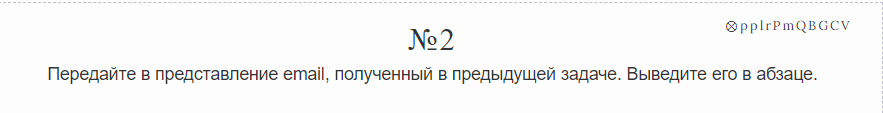 ⊗pplrPmQBGCV
№2
Передайте в представление email, полученный в предыдущей задаче. Выведите его в абзаце.